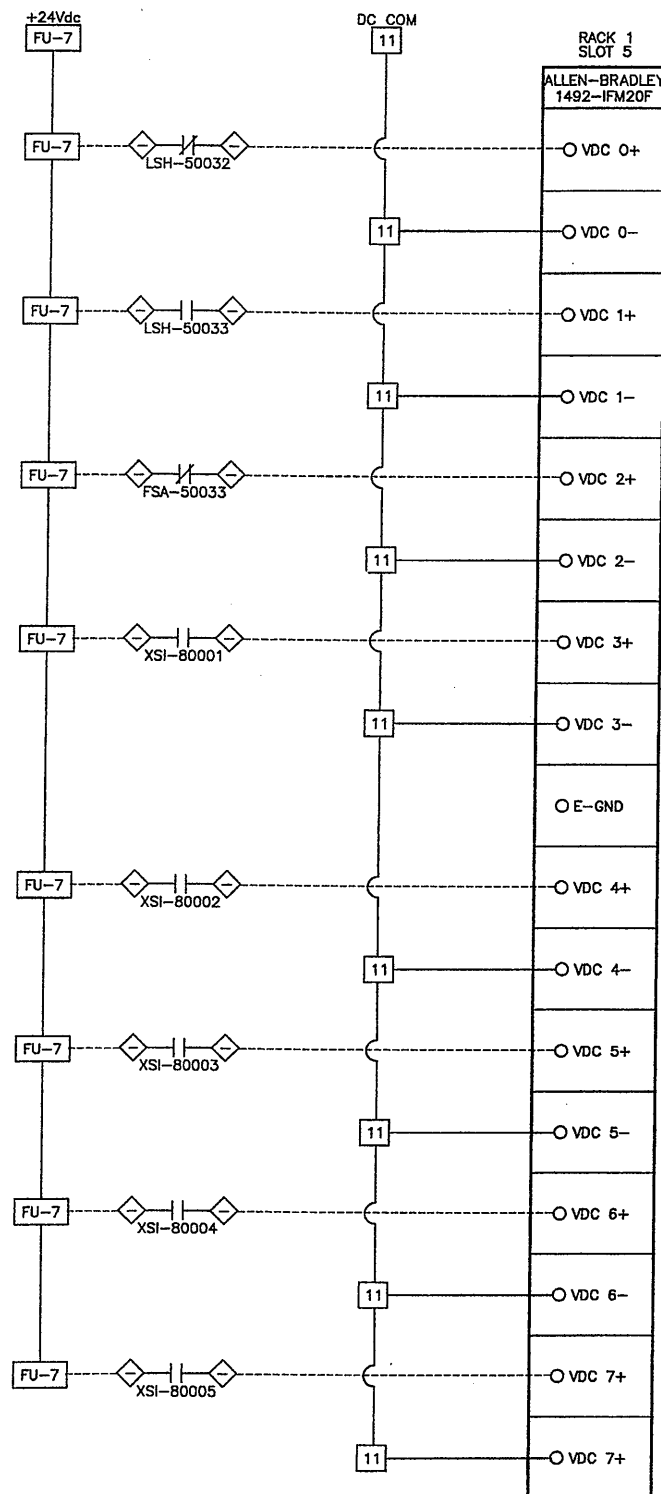 +24Vdc
FU-7
DC COM
11
RACK 1
SLOT 5
ALLEN-BRADLEY
1492-IFM20F
FU-7
LSH-50032
VDC 0+
11
VDC 0-
FU-7
LSH-50033
VDC 1+
11
VDC 1-
FU-7
FSA-50033
VDC 2+
11
VDC 2-
FU-7
XSI-80001
VDC 3+
11
VDC 3-
E-GND
FU-7
XSI-80002
VDC 4+
11
VDC 4-
FU-7
XSI-80003
VDC 5+
11
VDC 5-
FU-7
XSI-80004
VDC 6+
11
VDC 6-
FU-7
XSI-80005
VDC 7+
11
VDC 7+